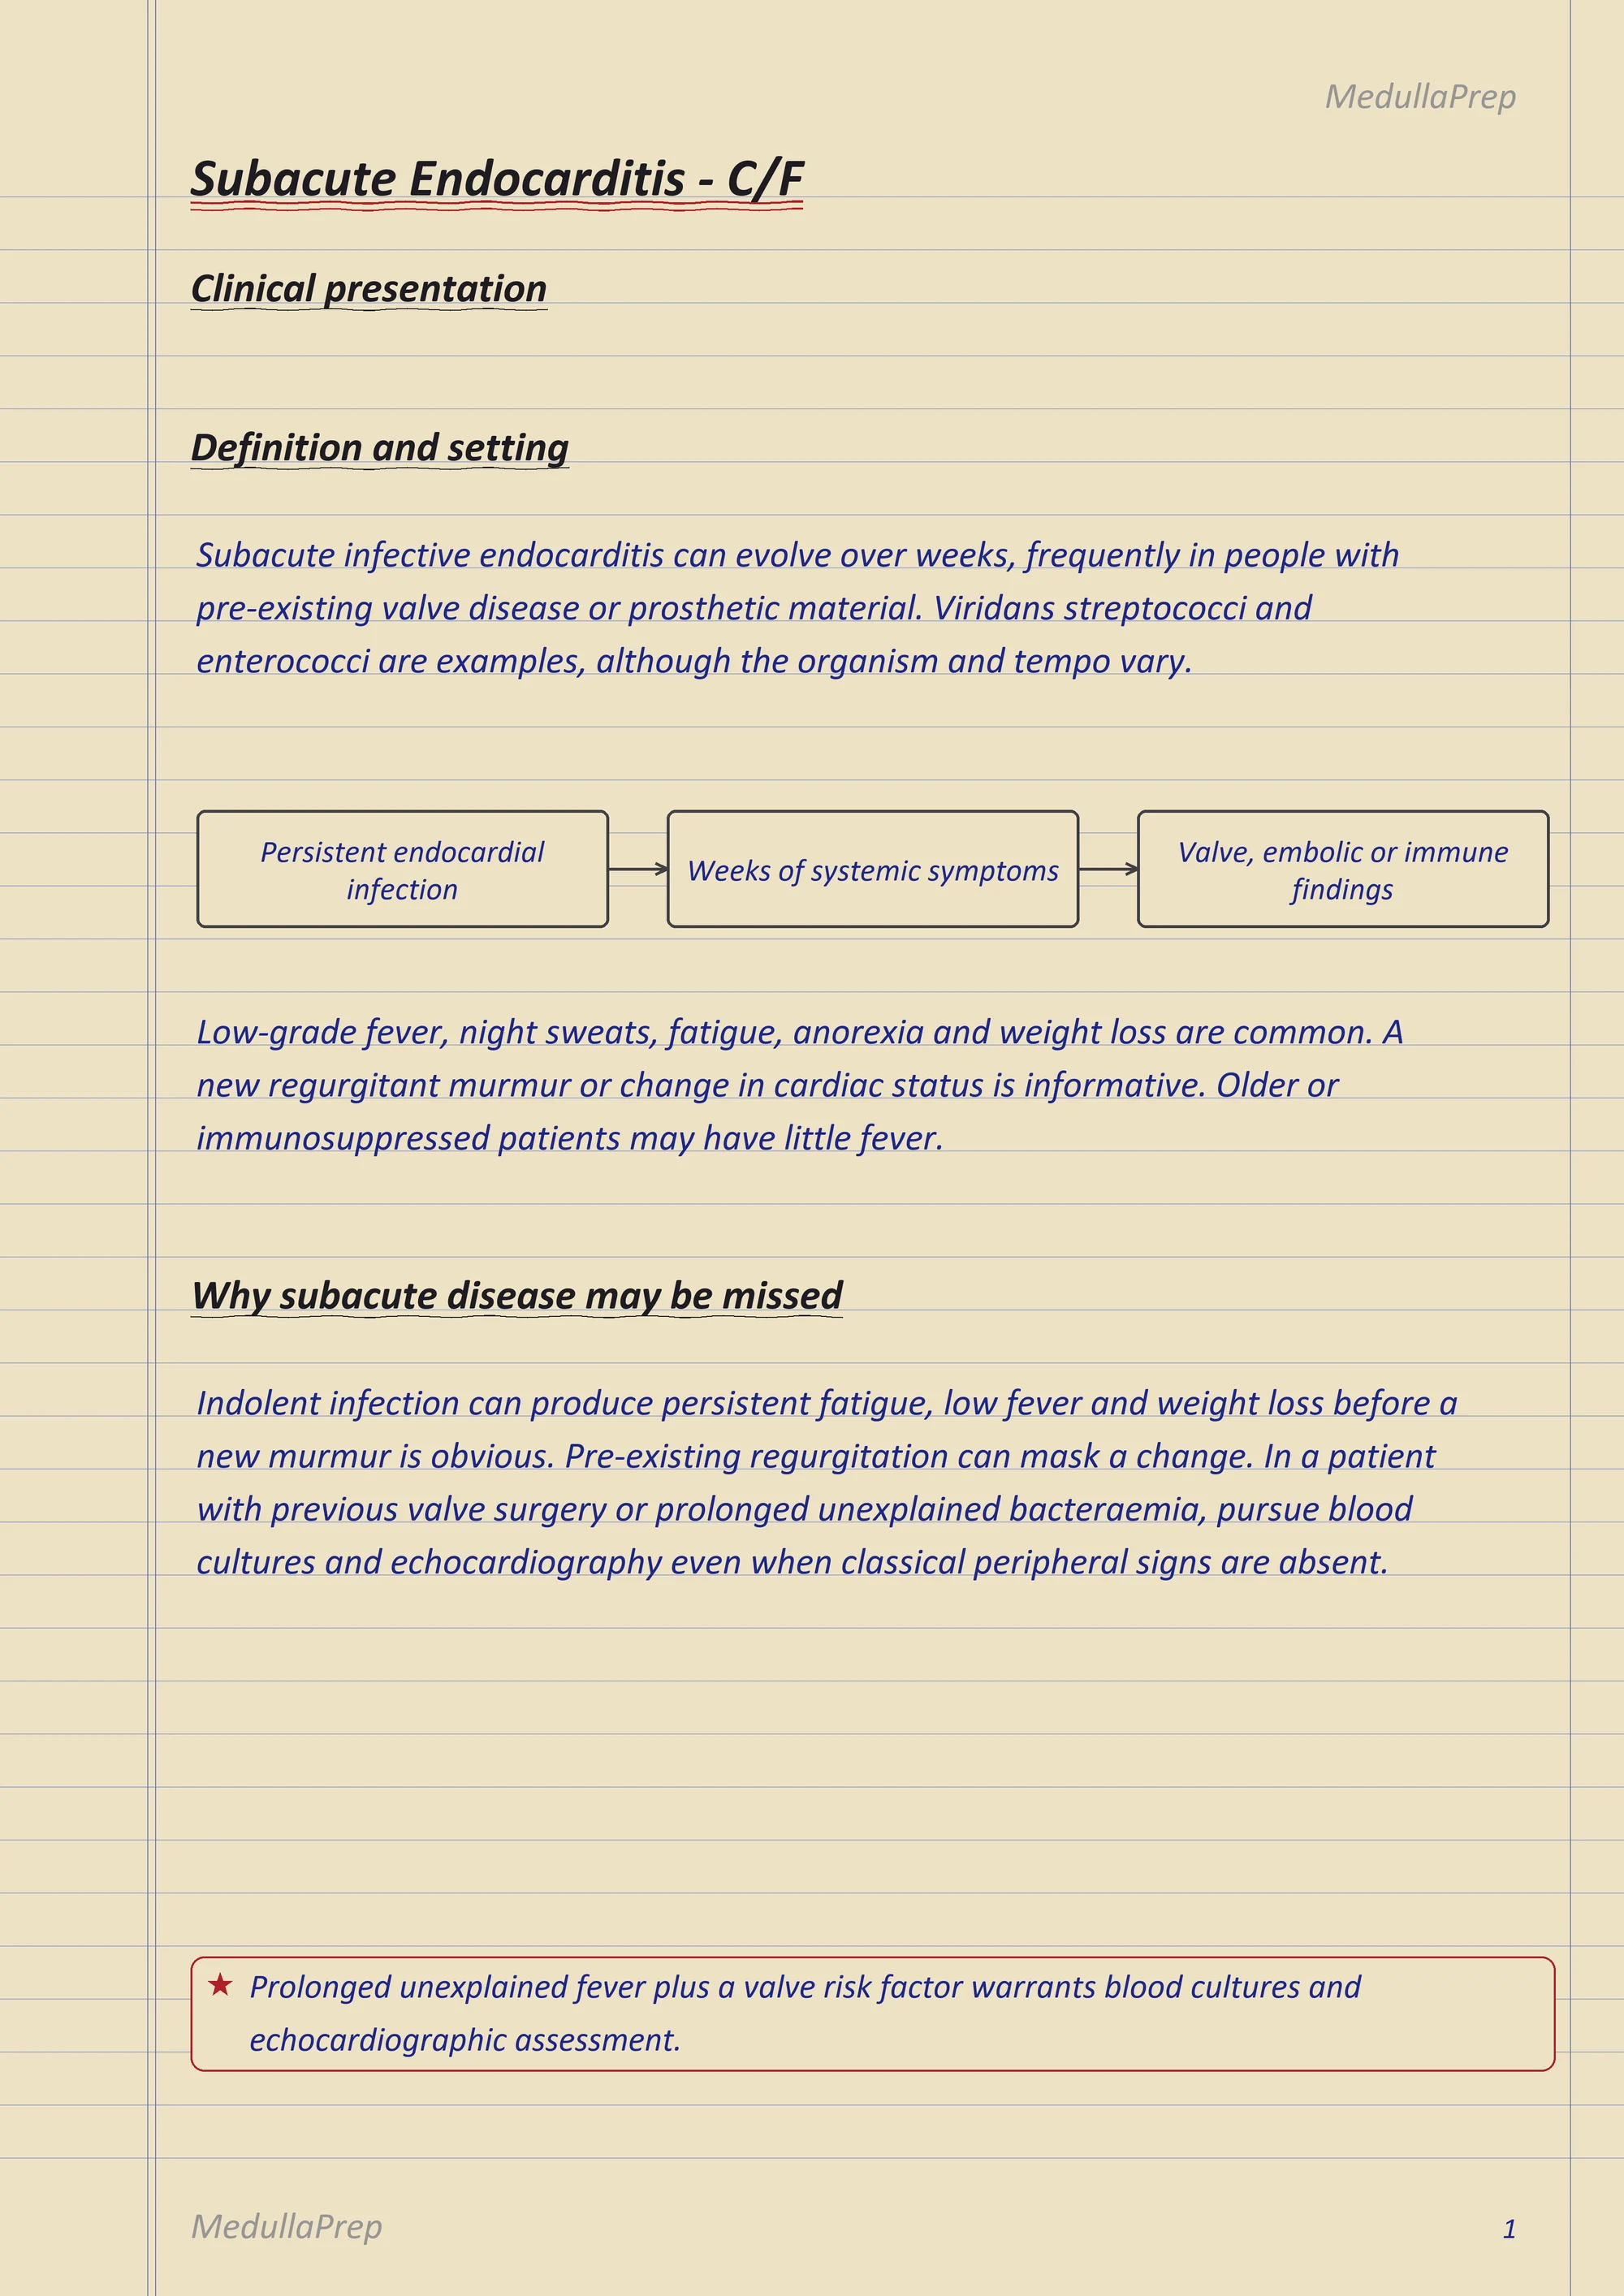 MedullaPrep
Subacute Endocarditis - C/F
Clinical presentation
Definition and setting
Subacute infective endocarditis can evolve over weeks, frequently in people with
pre-existing valve disease or prosthetic material. Viridans streptococci and
enterococci are examples, although the organism and tempo vary.
Persistent endocardial
infection
Weeks of systemic symptoms
Valve, embolic or immune
findings
Low-grade fever, night sweats, fatigue, anorexia and weight loss are common. A
new regurgitant murmur or change in cardiac status is informative. Older or
immunosuppressed patients may have little fever.
Why subacute disease may be missed
Indolent infection can produce persistent fatigue, low fever and weight loss before a
new murmur is obvious. Pre-existing regurgitation can mask a change. In a patient
with previous valve surgery or prolonged unexplained bacteraemia, pursue blood
cultures and echocardiography even when classical peripheral signs are absent.
★ Prolonged unexplained fever plus a valve risk factor warrants blood cultures and
echocardiographic assessment.
MedullaPrep
1